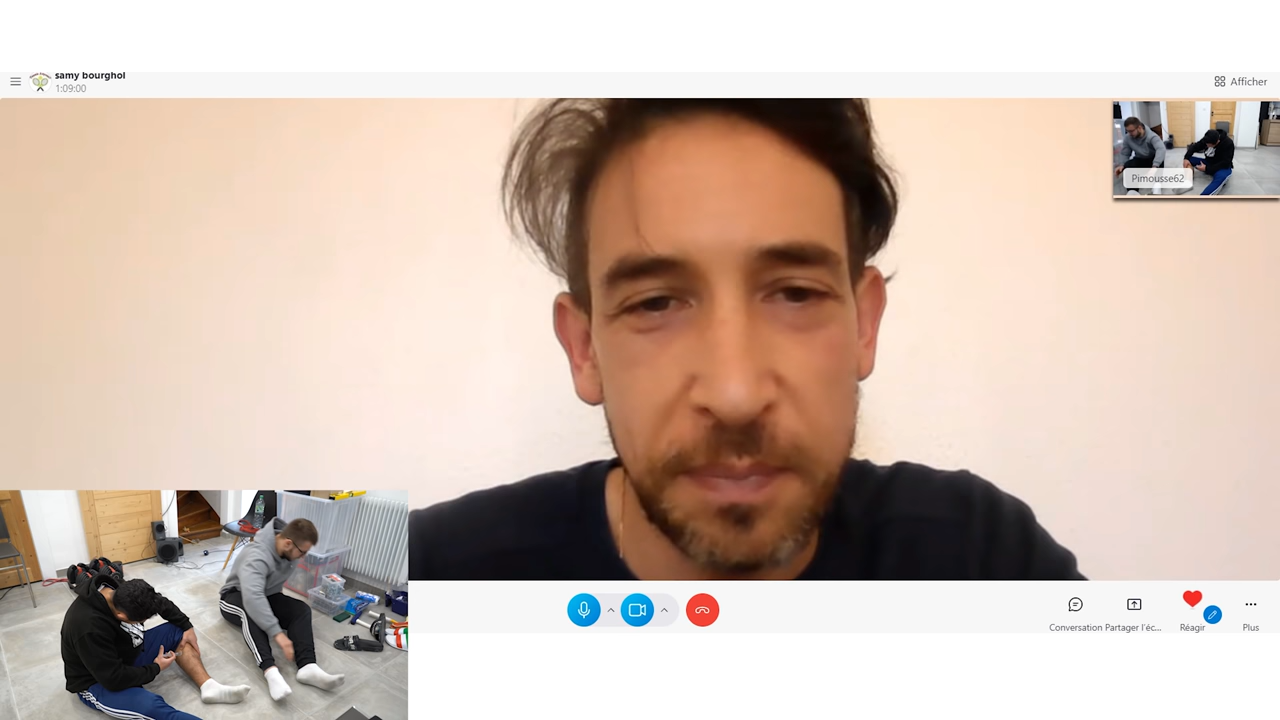 samy bourghol
1:09:00
Afficher
Pimousse62
Conversation
Partager l'éc...
Réagir
Plus